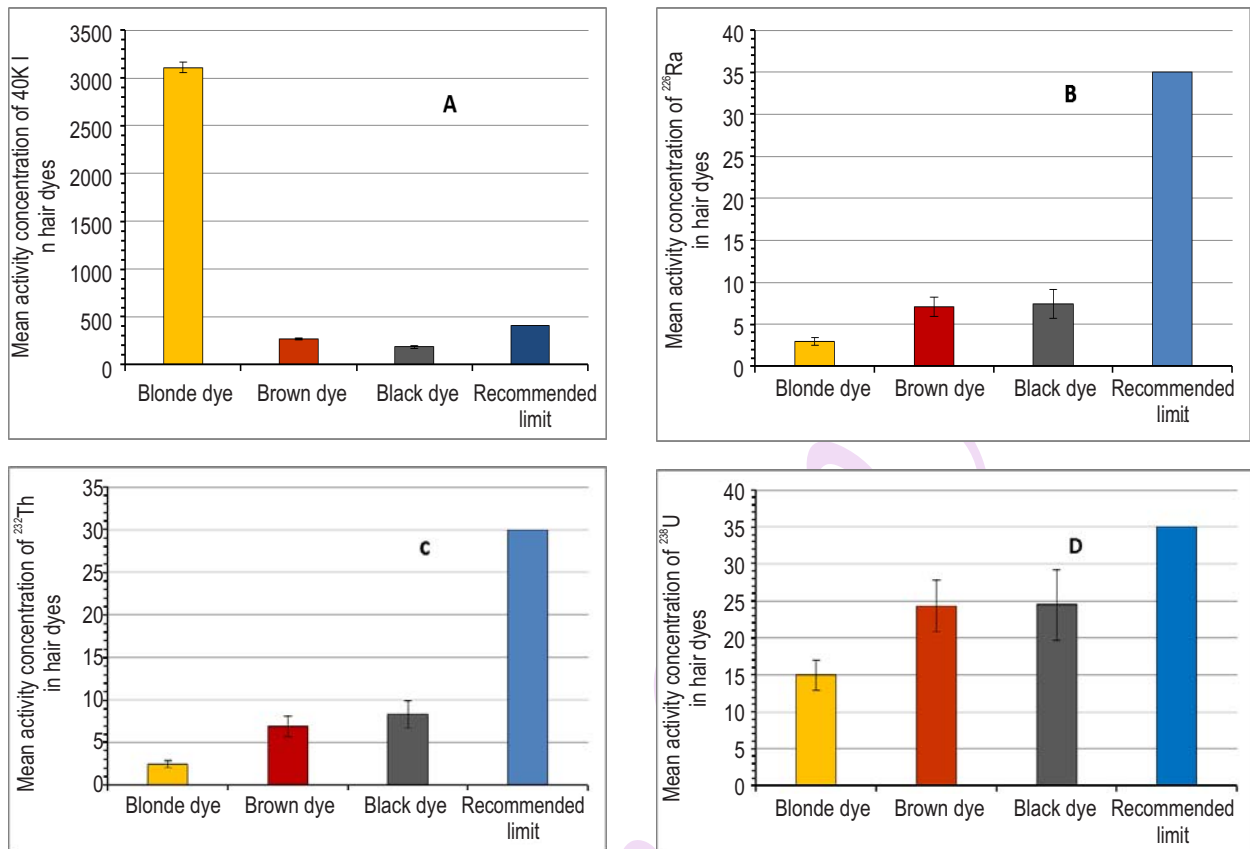 Mean activity concentration of 40K I
n hair dyes
3500
3000
2500
2000
1500
1000
500
0
A
Blonde dye
Brown dye
Black dye
Recommended
limit
Mean activity concentration of ²²⁶Ra
in hair dyes
40
35
30
25
20
15
10
5
0
B
Blonde dye
Brown dye
Black dye
Recommended
limit
Mean activity concentration of ²³²Th
in hair dyes
35
30
25
20
15
10
5
0
C
Blonde dye
Brown dye
Black dye
Recommended
limit
Mean activity concentration of ²³⁸U
in hair dyes
40
35
30
25
20
15
10
5
0
D
Blonde dye
Brown dye
Black dye
Recommended
limit